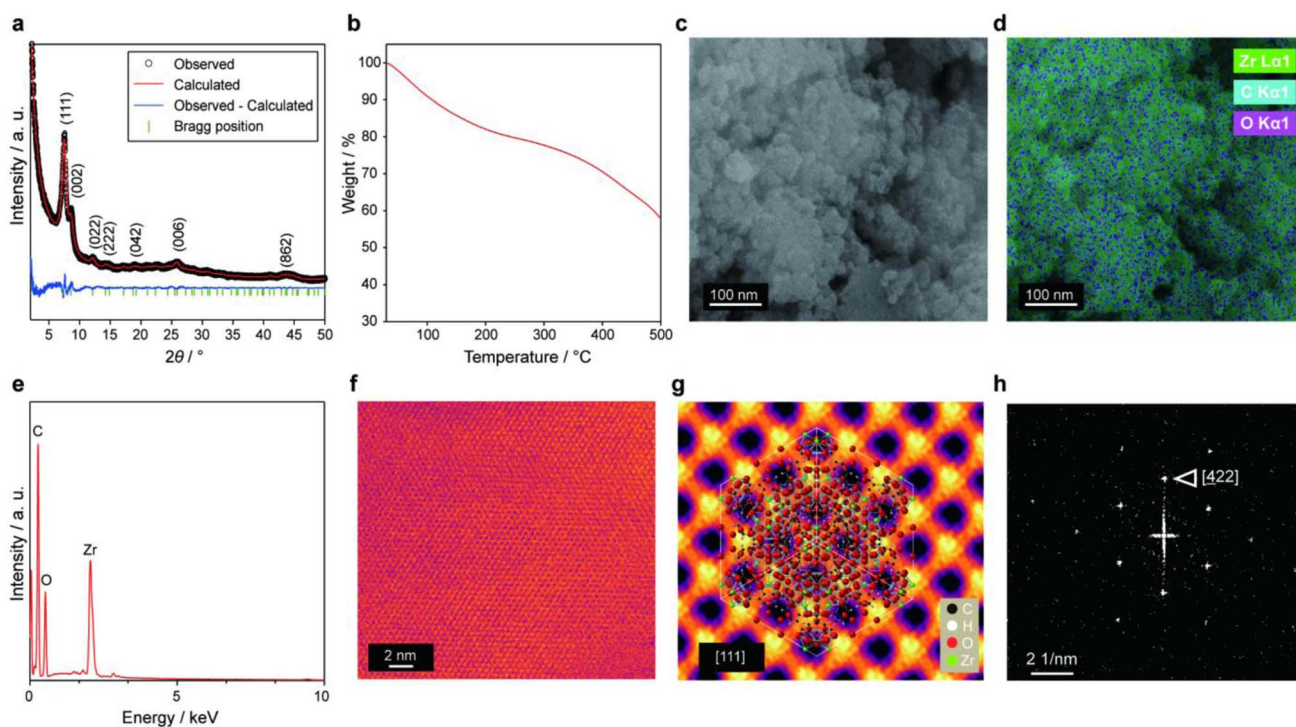 a
Intensity / a. u.
Observed
Calculated
Observed - Calculated
Bragg position
(111)
(002)
(022)
(222)
(042)
(006)
(862)
5 10 15 20 25 30 35 40 45 50
2θ / °
b
Weight / %
100
90
80
70
60
50
40
30
100 200 300 400 500
Temperature / °C
c
100 nm
d
Zr Lα1
C Kα1
O Kα1
100 nm
e
Intensity / a. u.
C
O
Zr
0 5 10
Energy / keV
f
2 nm
g
[111]
C
H
O
Zr
h
[422]
2 1/nm